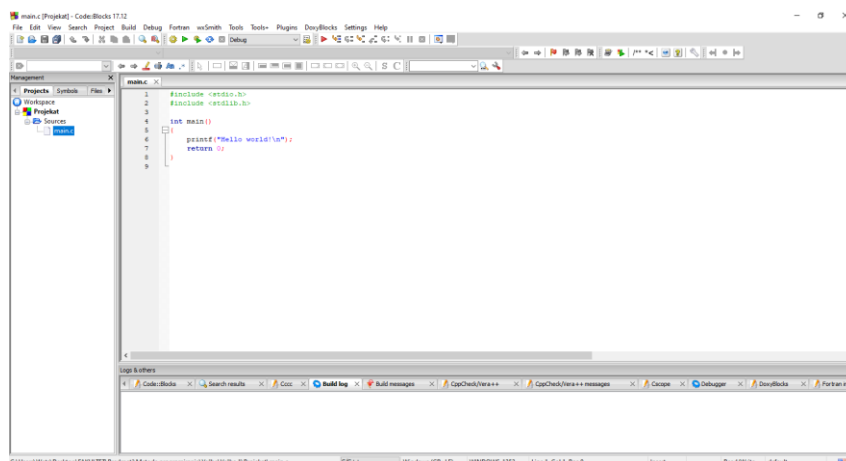 main.c [Projekat] - Code::Blocks 17.12
File Edit View Search Project Build Debug Fortran wxSmith Tools Tools+ Plugins DoxyBlocks Settings Help
Debug
/** *<
S C
Management
Projects Symbols Files
main.c
Workspace
Projekat
Sources
main.c
1 #include <stdio.h>
2 #include <stdlib.h>
3
4 int main()
5 {
6 printf("Hello world!\n");
7 return 0;
8 }
9
Logs & others
Code::Blocks Search results Cccc Build log Build messages CppCheck/Vera++ CppCheck/Vera++ messages Cscope Debugger DoxyBlocks Fortran